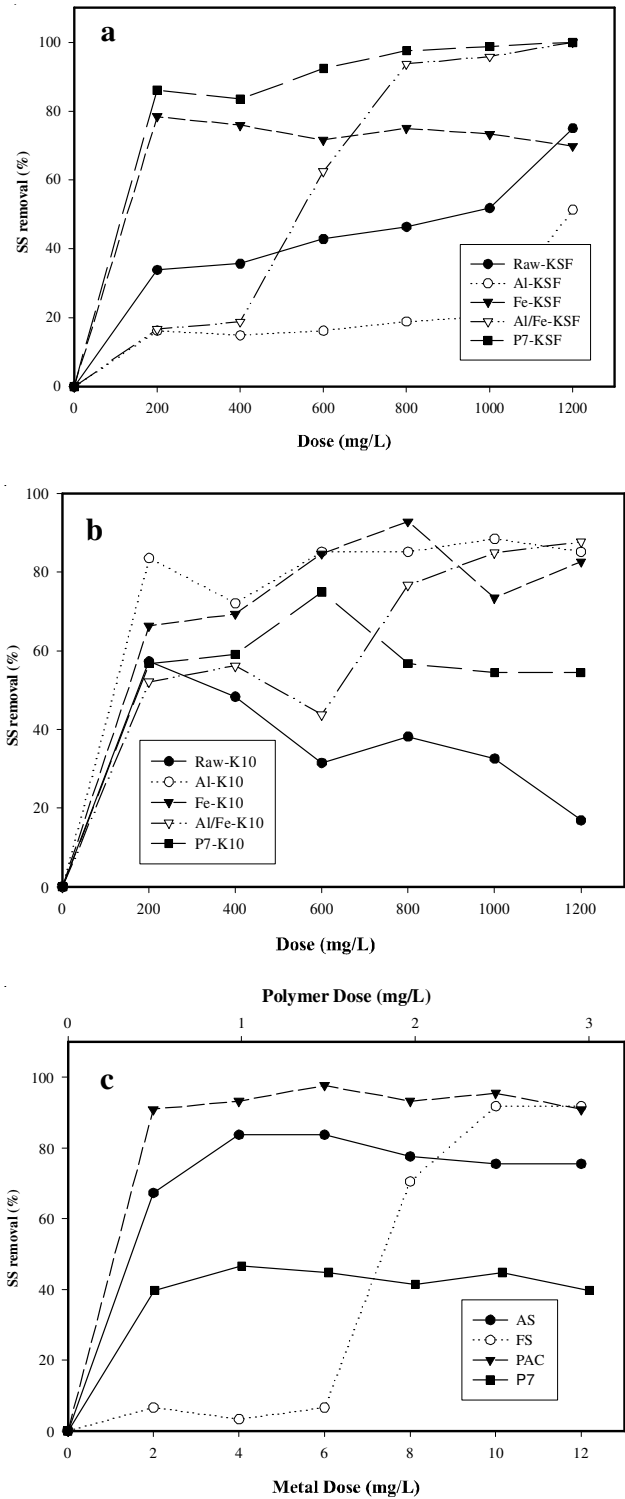 a
100
80
60
40
20
0
SS removal (%)
Raw-KSF
Al-KSF
Fe-KSF
Al/Fe-KSF
P7-KSF
0 200 400 600 800 1000 1200
Dose (mg/L)
b
100
80
60
40
20
0
SS removal (%)
Raw-K10
Al-K10
Fe-K10
Al/Fe-K10
P7-K10
0 200 400 600 800 1000 1200
Dose (mg/L)
Polymer Dose (mg/L)
0 1 2 3
c
100
80
60
40
20
0
SS removal (%)
AS
FS
PAC
P7
0 2 4 6 8 10 12
Metal Dose (mg/L)